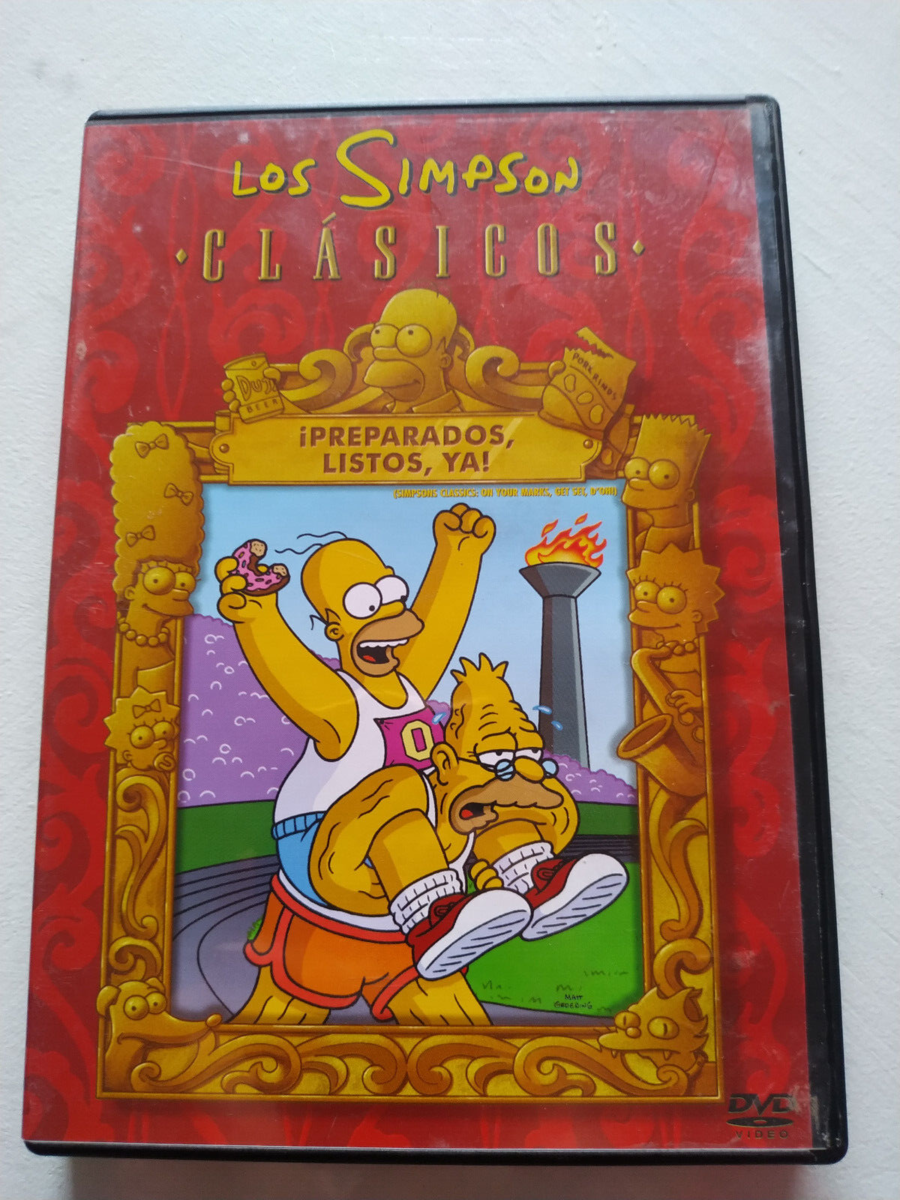 LOS SIMPSON
·CLÁSICOS·
Duff
BEER
PORK RINDS
¡PREPARADOS,
LISTOS, YA!
(SIMPSONS CLASSICS: ON YOUR MARKS, GET SET, D'OH!)
O
MATT
GROENING
DVD
VIDEO